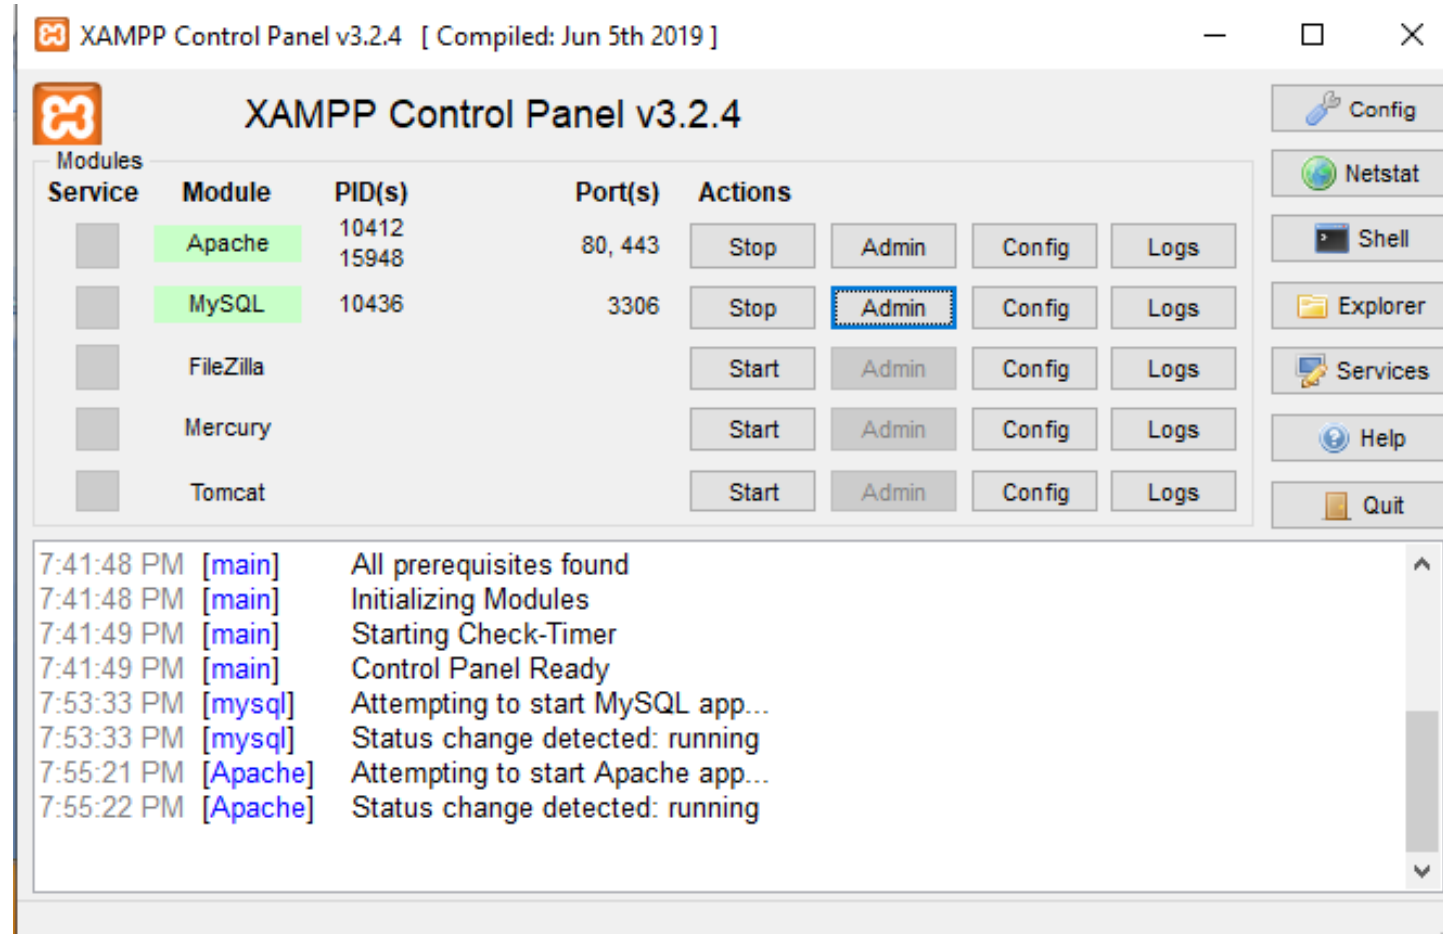 XAMPP Control Panel v3.2.4 [ Compiled: Jun 5th 2019 ]
XAMPP Control Panel v3.2.4
Config
Modules
Netstat
Service Module PID(s) Port(s) Actions
Apache 10412 15948 80, 443 Stop Admin Config Logs
Shell
MySQL 10436 3306 Stop Admin Config Logs
Explorer
FileZilla Start Admin Config Logs
Services
Mercury Start Admin Config Logs
Help
Tomcat Start Admin Config Logs
Quit
7:41:48 PM [main] All prerequisites found
7:41:48 PM [main] Initializing Modules
7:41:49 PM [main] Starting Check-Timer
7:41:49 PM [main] Control Panel Ready
7:53:33 PM [mysql] Attempting to start MySQL app...
7:53:33 PM [mysql] Status change detected: running
7:55:21 PM [Apache] Attempting to start Apache app...
7:55:22 PM [Apache] Status change detected: running